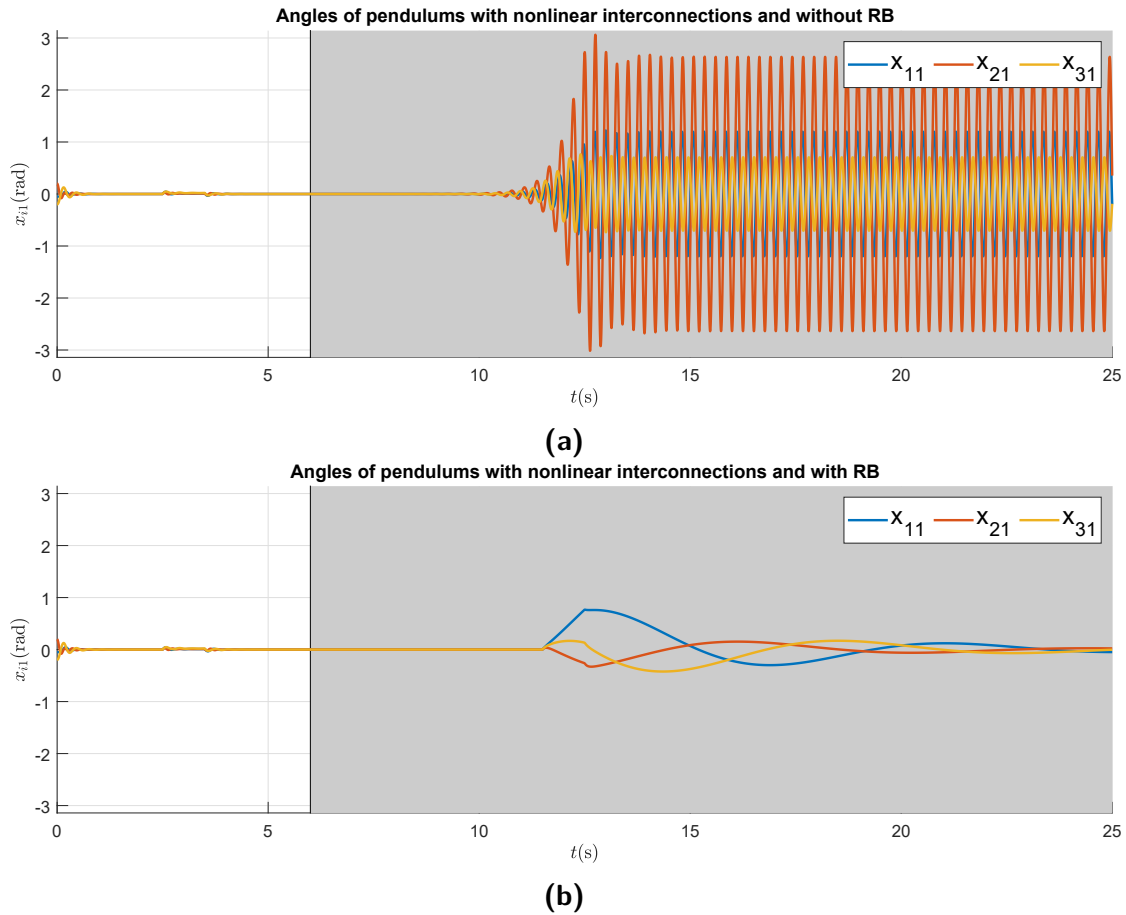 Angles of pendulums with nonlinear interconnections and without RB
x_{11} x_{21} x_{31}
3
2
1
0
-1
-2
-3
x_{i1}(rad)
0 5 10 15 20 25
t(s)
(a)
Angles of pendulums with nonlinear interconnections and with RB
x_{11} x_{21} x_{31}
3
2
1
0
-1
-2
-3
x_{i1}(rad)
0 5 10 15 20 25
t(s)
(b)